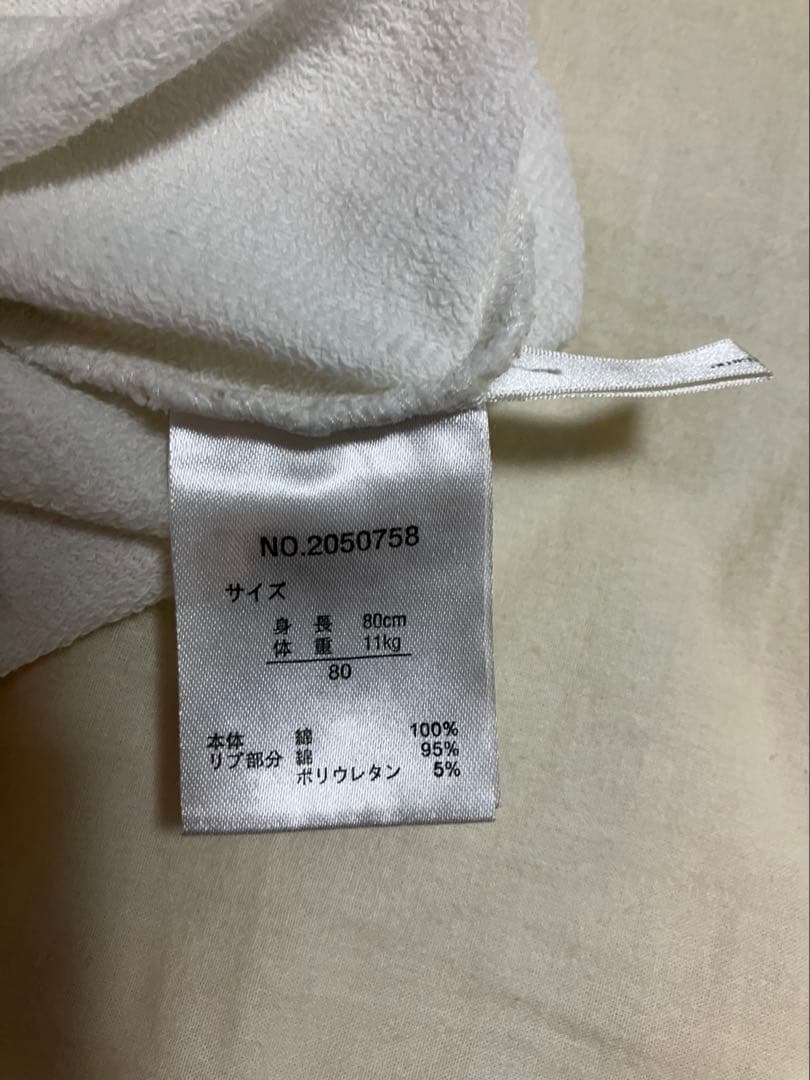 NO.2050758
サイズ
身長 80cm
体重 11kg
80
本体 綿 100%
リブ部分 綿 95%
ポリウレタン 5%